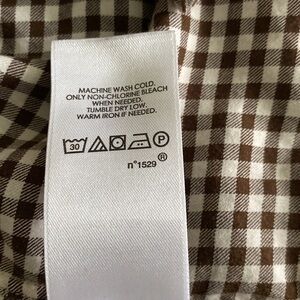 MACHINE WASH COLD.
ONLY NON-CHLORINE BLEACH
WHEN NEEDED.
TUMBLE DRY LOW.
WARM IRON IF NEEDED.
30 P
®
n°1529